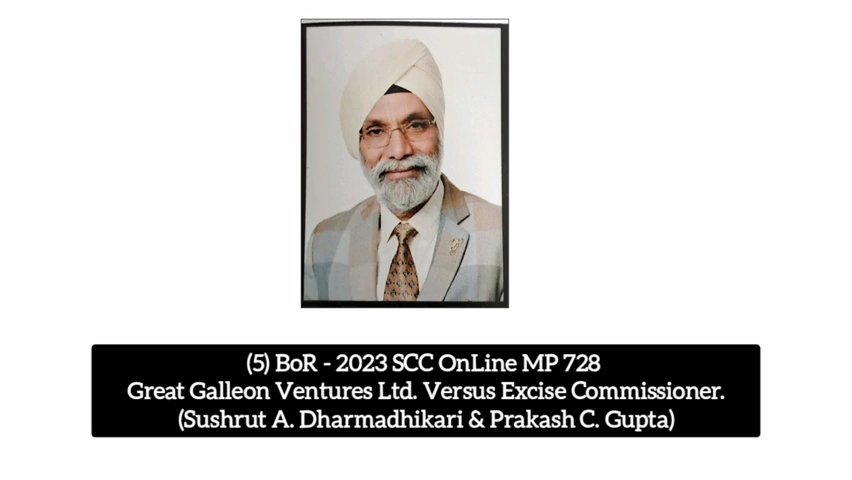 (5) BoR - 2023 SCC OnLine MP 728
Great Galleon Ventures Ltd. Versus Excise Commissioner.
(Sushrut A. Dharmadhikari & Prakash C. Gupta)